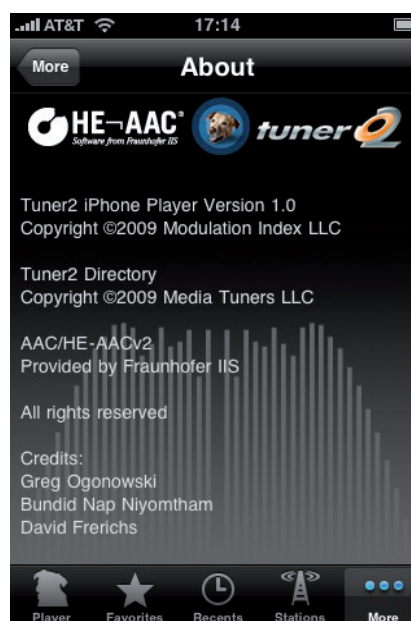 AT&T 17:14
More About
HE¬AAC®
Software from Fraunhofer IIS
tuner2
Tuner2 iPhone Player Version 1.0
Copyright ©2009 Modulation Index LLC
Tuner2 Directory
Copyright ©2009 Media Tuners LLC
AAC/HE-AACv2
Provided by Fraunhofer IIS
All rights reserved
Credits:
Greg Ogonowski
Bundid Nap Niyomtham
David Frerichs
Player Favorites Recents Stations More